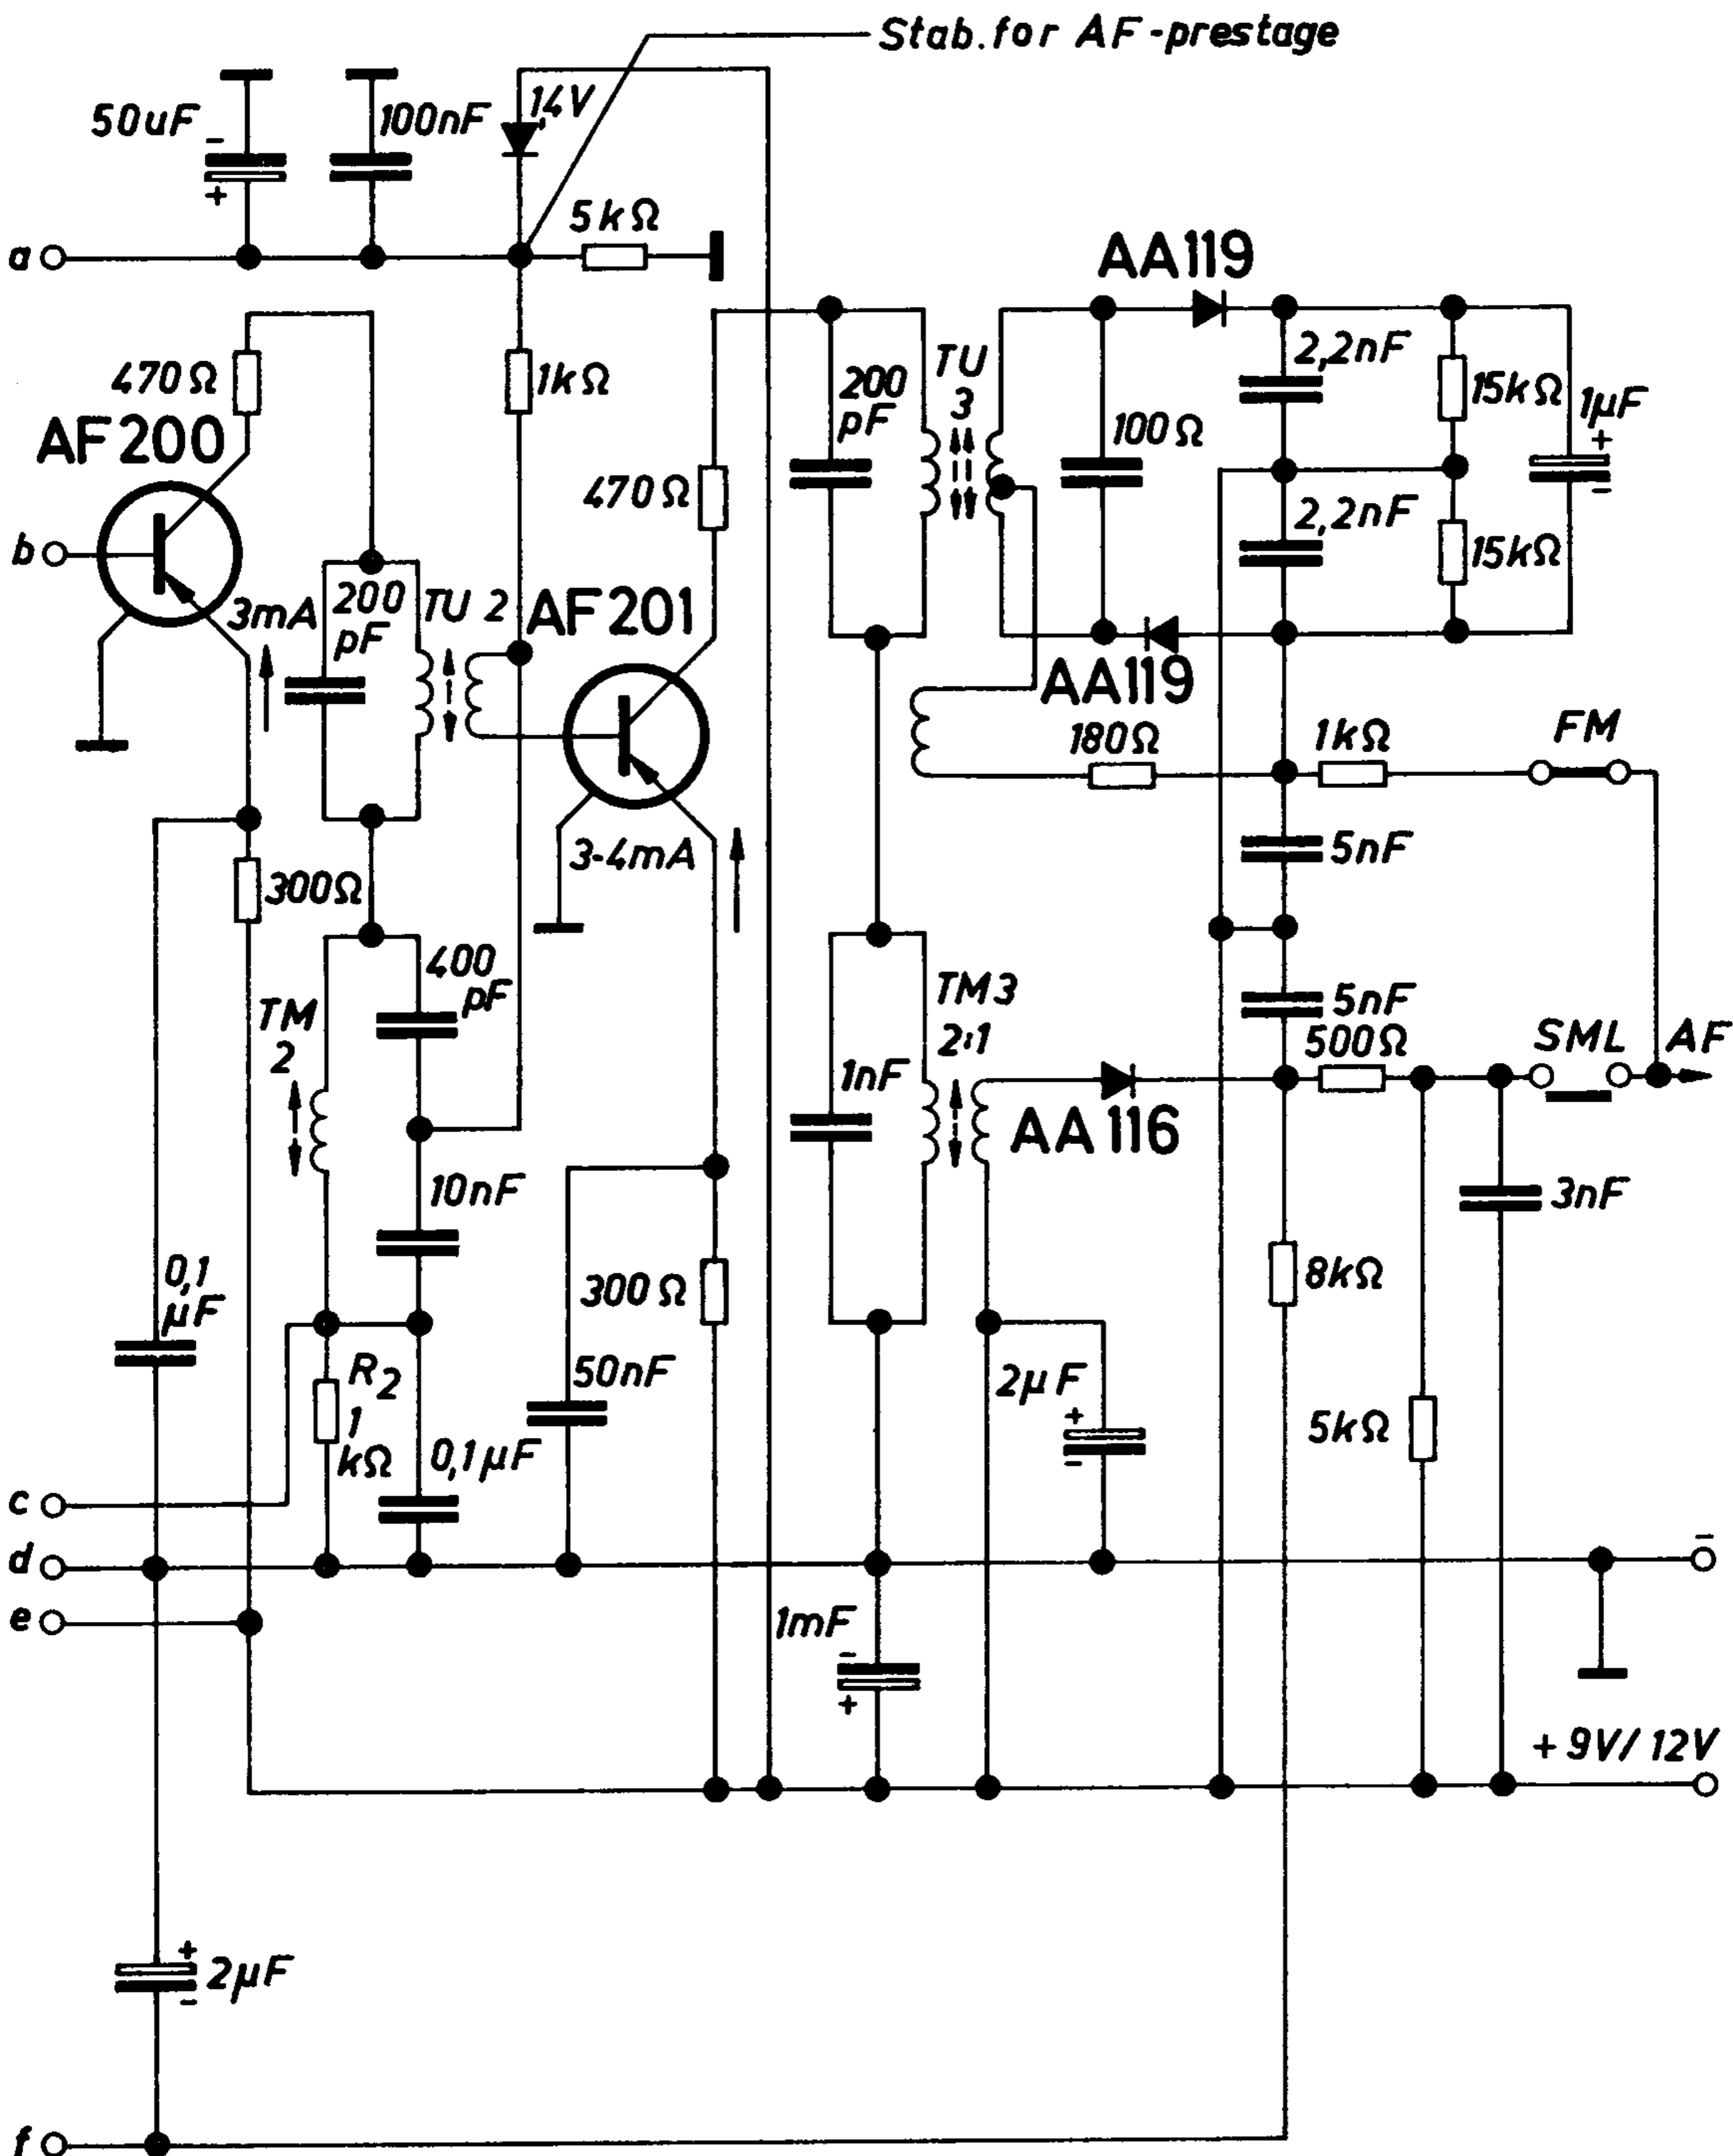 Stab. for AF-prestage
50uF
-
+
100nF
1,4V
5kΩ
a
AA119
470Ω
1kΩ
TU
3
200
pF
2,2nF
15kΩ
1µF
+
-
AF200
100Ω
470Ω
2,2nF
15kΩ
b
3mA
200
pF
TU 2
AF201
AA119
180Ω
1kΩ
FM
3-4mA
5nF
300Ω
400
pF
TM
2
TM3
2:1
5nF
500Ω
SML
AF
1nF
AA116
10nF
3nF
0,1
µF
300Ω
8kΩ
R2
1
kΩ
50nF
2µF
+
-
5kΩ
0,1µF
c
d
-
e
1mF
-
+
+9V/12V
+
2µF
-
f